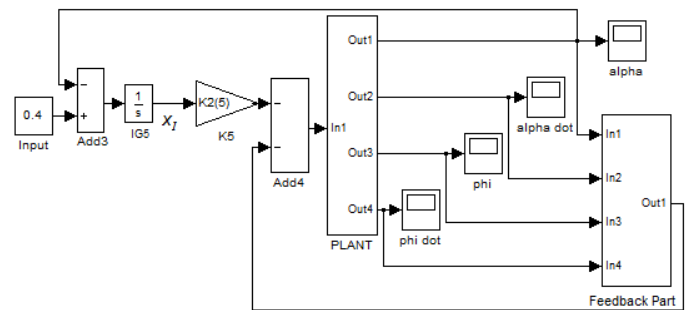 Out1
alpha
−
0.4
+
Input
Add3
1
s
IG5
X_I
K2(5)
K5
−
−
Add4
In1
PLANT
Out2
alpha dot
Out3
phi
Out4
phi dot
In1
In2
In3
In4
Out1
Feedback Part